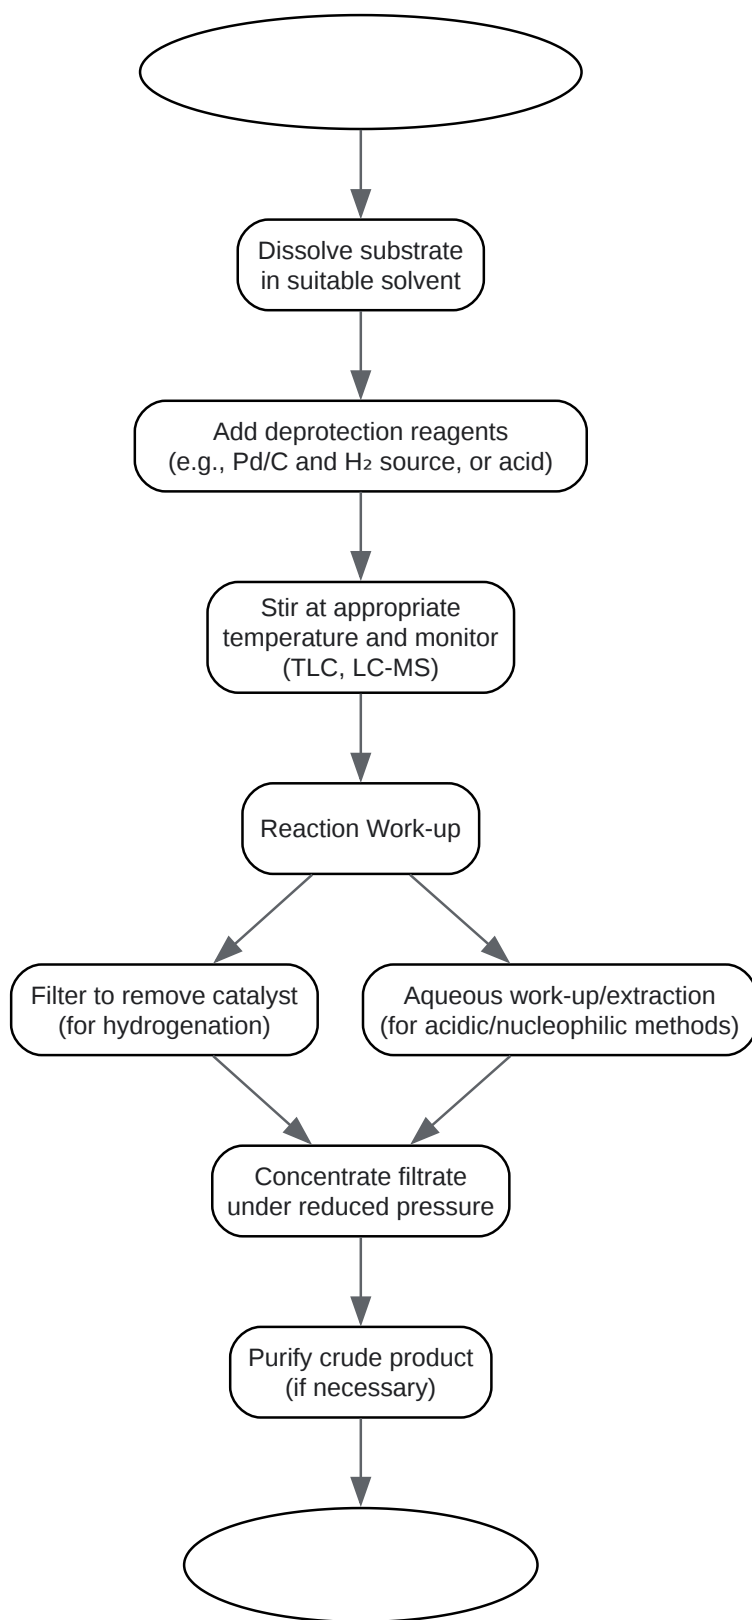 Dissolve substrate
in suitable solvent
Add deprotection reagents
(e.g., Pd/C and H₂ source, or acid)
Stir at appropriate
temperature and monitor
(TLC, LC-MS)
Reaction Work-up
Filter to remove catalyst
(for hydrogenation)
Aqueous work-up/extraction
(for acidic/nucleophilic methods)
Concentrate filtrate
under reduced pressure
Purify crude product
(if necessary)